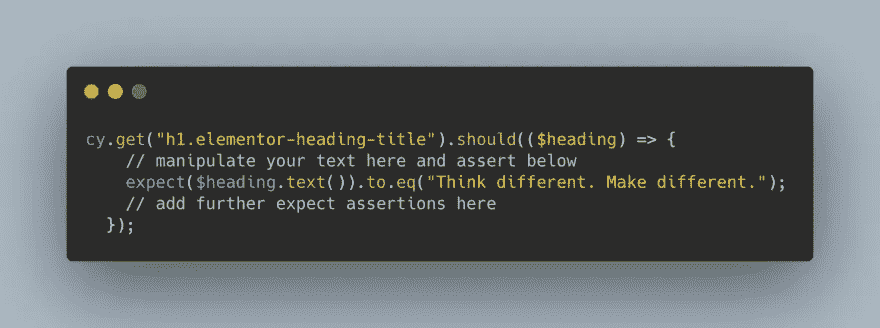 cy.get("h1.elementor-heading-title").should(($heading) => {
    // manipulate your text here and assert below
    expect($heading.text()).to.eq("Think different. Make different.");
    // add further expect assertions here
  });